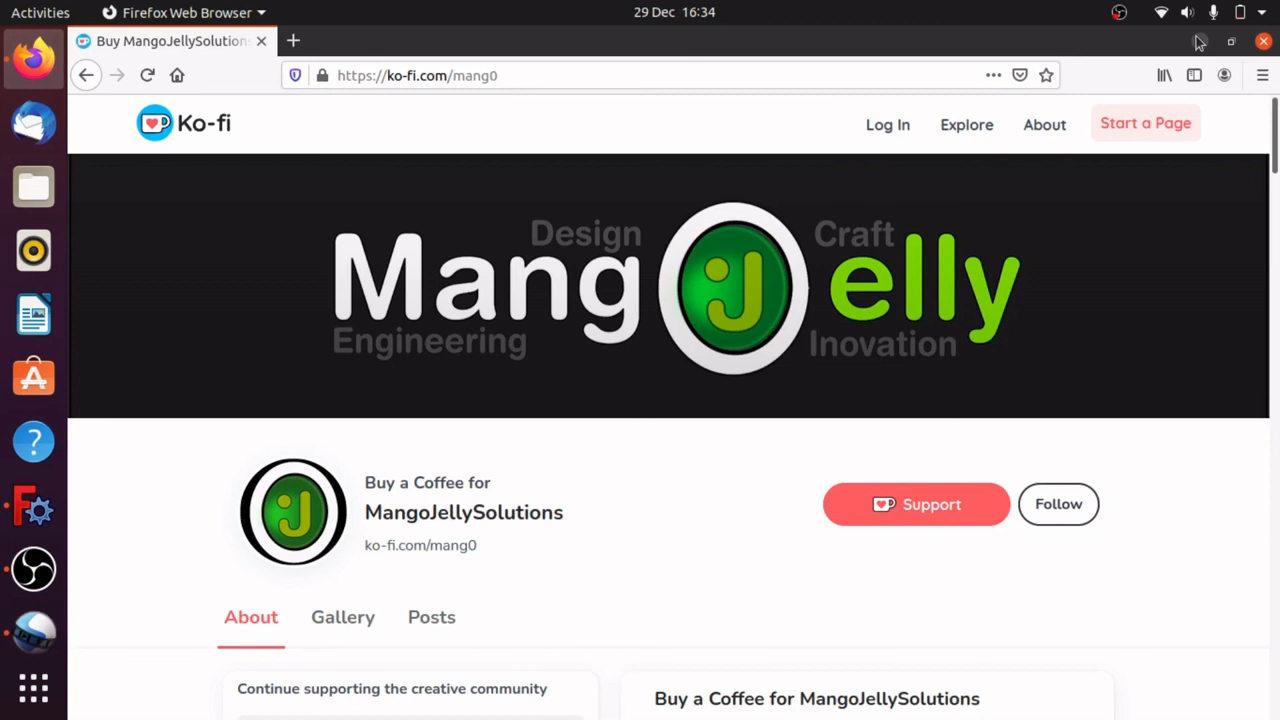 Activities
Firefox Web Browser
29 Dec 16:34
Buy MangoJellySolution
https://ko-fi.com/mang0
Ko-fi
Log In
Explore
About
Start a Page
Design
Craft
Mang
J
elly
Engineering
Inovation
Buy a Coffee for
MangoJellySolutions
ko-fi.com/mang0
Support
Follow
About
Gallery
Posts
Continue supporting the creative community
Buy a Coffee for MangoJellySolutions